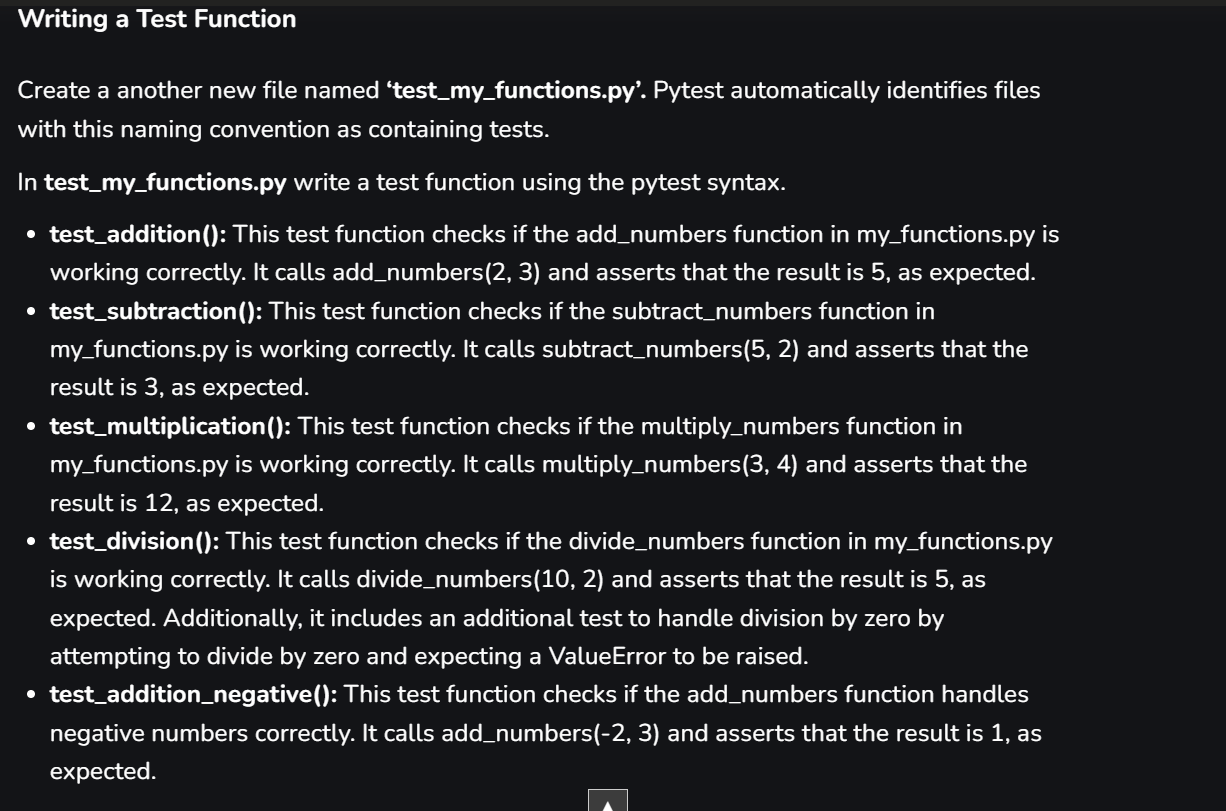 Writing a Test Function
Create a another new file named ‘test_my_functions.py’. Pytest automatically identifies files
with this naming convention as containing tests.
In test_my_functions.py write a test function using the pytest syntax.
• test_addition(): This test function checks if the add_numbers function in my_functions.py is
working correctly. It calls add_numbers(2, 3) and asserts that the result is 5, as expected.
• test_subtraction(): This test function checks if the subtract_numbers function in
my_functions.py is working correctly. It calls subtract_numbers(5, 2) and asserts that the
result is 3, as expected.
• test_multiplication(): This test function checks if the multiply_numbers function in
my_functions.py is working correctly. It calls multiply_numbers(3, 4) and asserts that the
result is 12, as expected.
• test_division(): This test function checks if the divide_numbers function in my_functions.py
is working correctly. It calls divide_numbers(10, 2) and asserts that the result is 5, as
expected. Additionally, it includes an additional test to handle division by zero by
attempting to divide by zero and expecting a ValueError to be raised.
• test_addition_negative(): This test function checks if the add_numbers function handles
negative numbers correctly. It calls add_numbers(-2, 3) and asserts that the result is 1, as
expected.